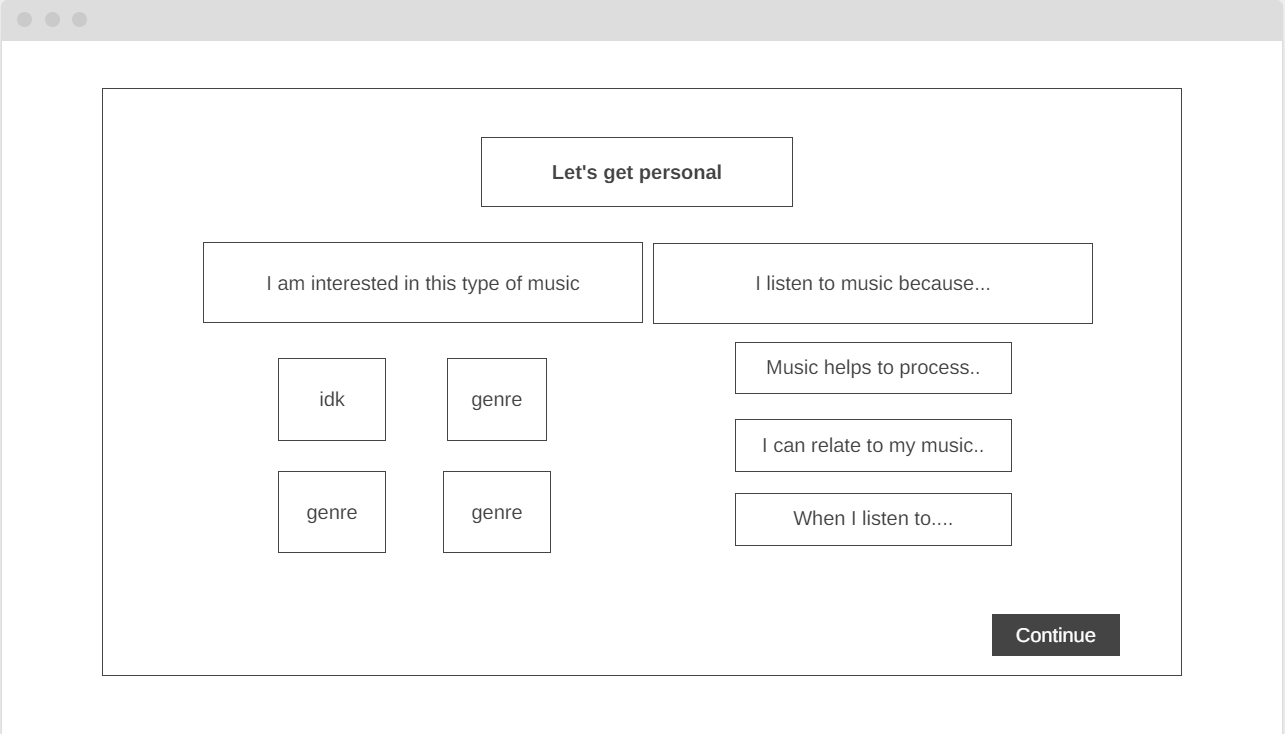 Let's get personal
I am interested in this type of music
I listen to music because...
idk
genre
genre
genre
Music helps to process..
I can relate to my music..
When I listen to....
Continue